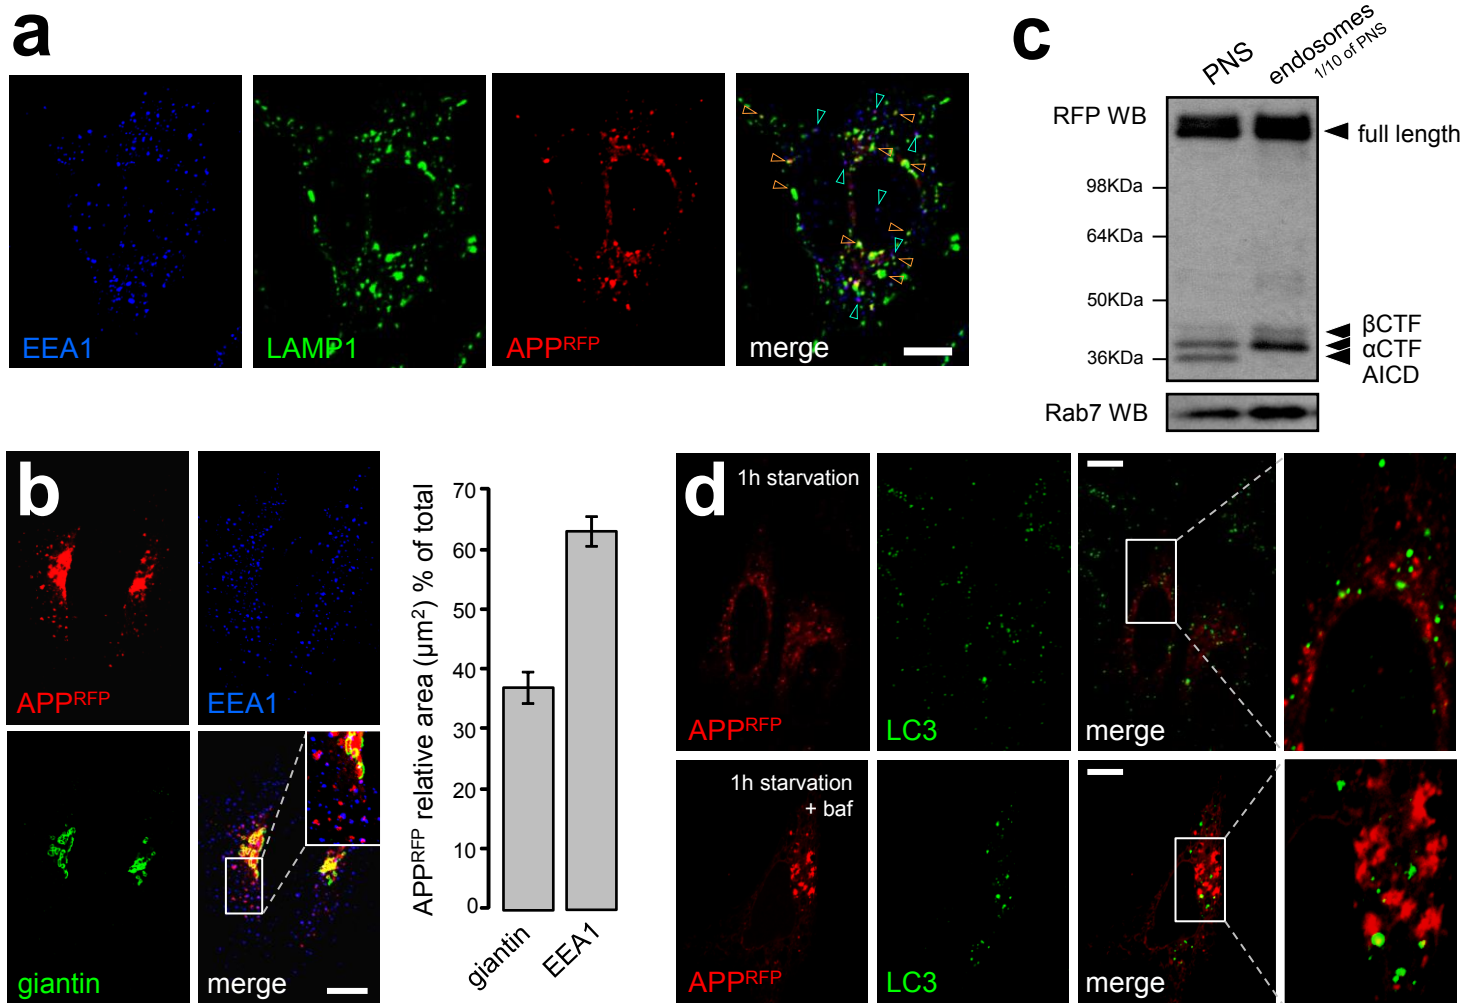 a
EEA1
LAMP1
APPRFP
merge
c
PNS
endosomes
1/10 of PNS
RFP WB
full length
98KDa
64KDa
50KDa
36KDa
βCTF
αCTF
AICD
Rab7 WB
b
APPRFP
EEA1
giantin
merge
APPRFP relative area (µm²) % of total
70
60
50
40
30
20
10
0
giantin
EEA1
d
1h starvation
APPRFP
LC3
merge
1h starvation
+ baf
APPRFP
LC3
merge